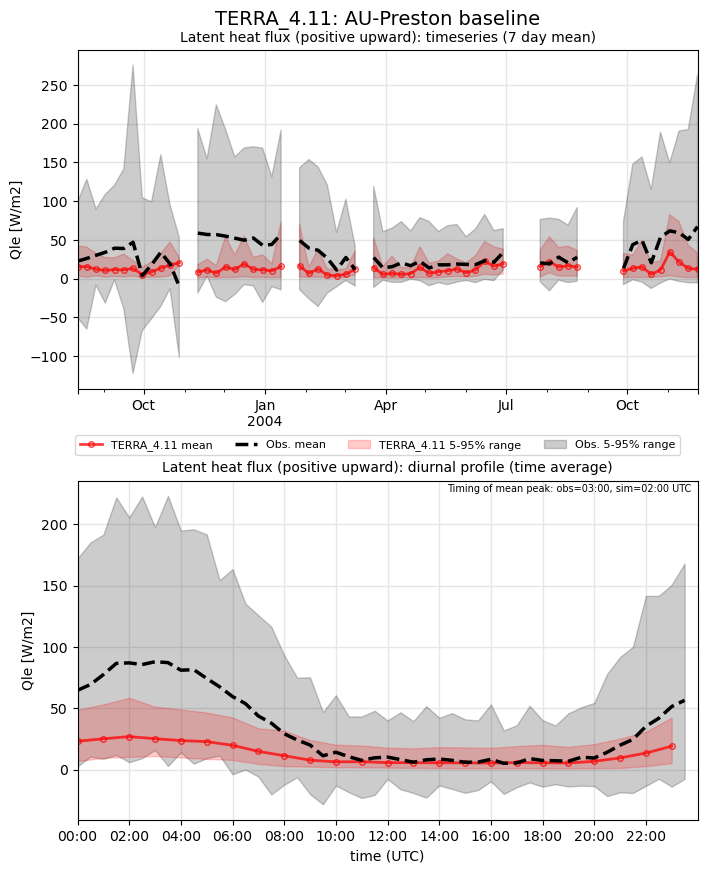 TERRA_4.11: AU-Preston baseline
Latent heat flux (positive upward): timeseries (7 day mean)
250
200
150
100
50
0
−50
−100
Qle [W/m2]
Oct
Jan
2004
Apr
Jul
Oct
TERRA_4.11 mean
Obs. mean
TERRA_4.11 5-95% range
Obs. 5-95% range
Latent heat flux (positive upward): diurnal profile (time average)
Timing of mean peak: obs=03:00, sim=02:00 UTC
200
150
100
50
0
Qle [W/m2]
00:00
02:00
04:00
06:00
08:00
10:00
12:00
14:00
16:00
18:00
20:00
22:00
time (UTC)